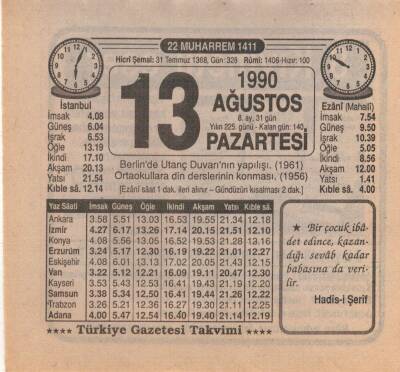 22 MUHARREM 1411
Hicrî Şemsî: 31 Temmuz 1368, Gün: 328 Rûmî: 1406-Hızır: 100
13
1990
AĞUSTOS
8. ay, 31 gün
Yılın 225. günü - Kalan gün: 140
PAZARTESİ
İstanbul
İmsak 4.08
Güneş 6.04
İşrak 6.53
Öğle 13.19
İkindi 17.10
Akşam 20.13
Yatsı 21.54
Kıble sâ. 12.14
Ezânî (Mahallî)
İmsak 7.54
Güneş 9.50
İşrak 10.39
Öğle 5.05
İkindi 8.56
Akşam 12.00
Yatsı 1.41
Kıble sâ. 4.00
Berlin'de Utanç Duvarı'nın yapılışı. (1961)
Ortaokullara din derslerinin konması. (1956)
[Ezânî sâat 1 dak. ileri alınır – Gündüzün kısalması 2 dak.]
Yaz Sâati İmsak Güneş Öğle İkindi Akşam Yatsı Kıble sâ.
Ankara 3.58 5.51 13.03 16.53 19.55 21.34 12.18
İzmir 4.27 6.17 13.26 17.14 20.15 21.51 12.10
Konya 4.08 5.56 13.05 16.52 19.53 21.28 12.13
Erzurum 3.24 5.17 12.30 16.19 19.22 21.01 12.27
Eskişehir 4.08 6.01 13.13 17.02 20.05 21.43 12.15
Van 3.22 5.12 12.21 16.09 19.11 20.47 12.30
Kayseri 3.53 5.43 12.53 16.41 19.43 21.19 12.20
Samsun 3.38 5.34 12.50 16.41 19.44 21.26 12.22
Trabzon 3.26 5.21 12.36 16.27 19.30 21.11 12.25
Adana 4.00 5.47 12.54 16.40 19.40 21.14 12.19
★ Bir çocuk ibâ-
det edince, kazan-
dığı sevâb kadar
babasına da veri-
lir.
Hadîs-i Şerîf
★★★★ Türkiye Gazetesi Takvimi ★★★★